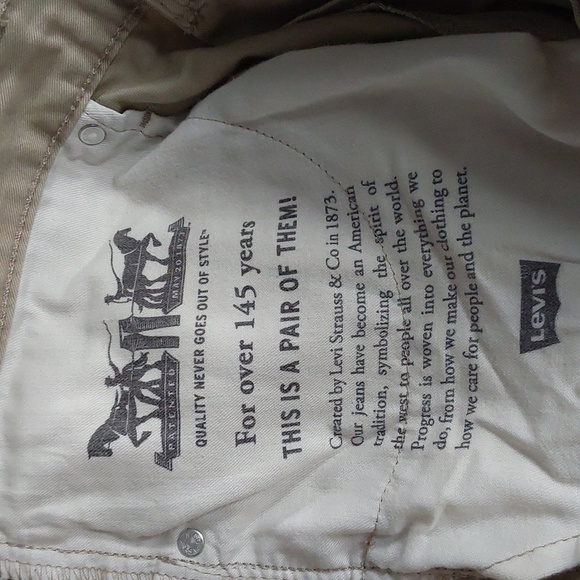 PATENTED
MAY 20 1873
QUALITY NEVER GOES OUT OF STYLE™
For over 145 years
THIS IS A PAIR OF THEM!
Created by Levi Strauss & Co in 1873.
Our jeans have become an American
tradition, symbolizing the spirit of
the west to people all over the world.
Progress is woven into everything we
do, from how we make our clothing to
how we care for people and the planet.
LEVI'S